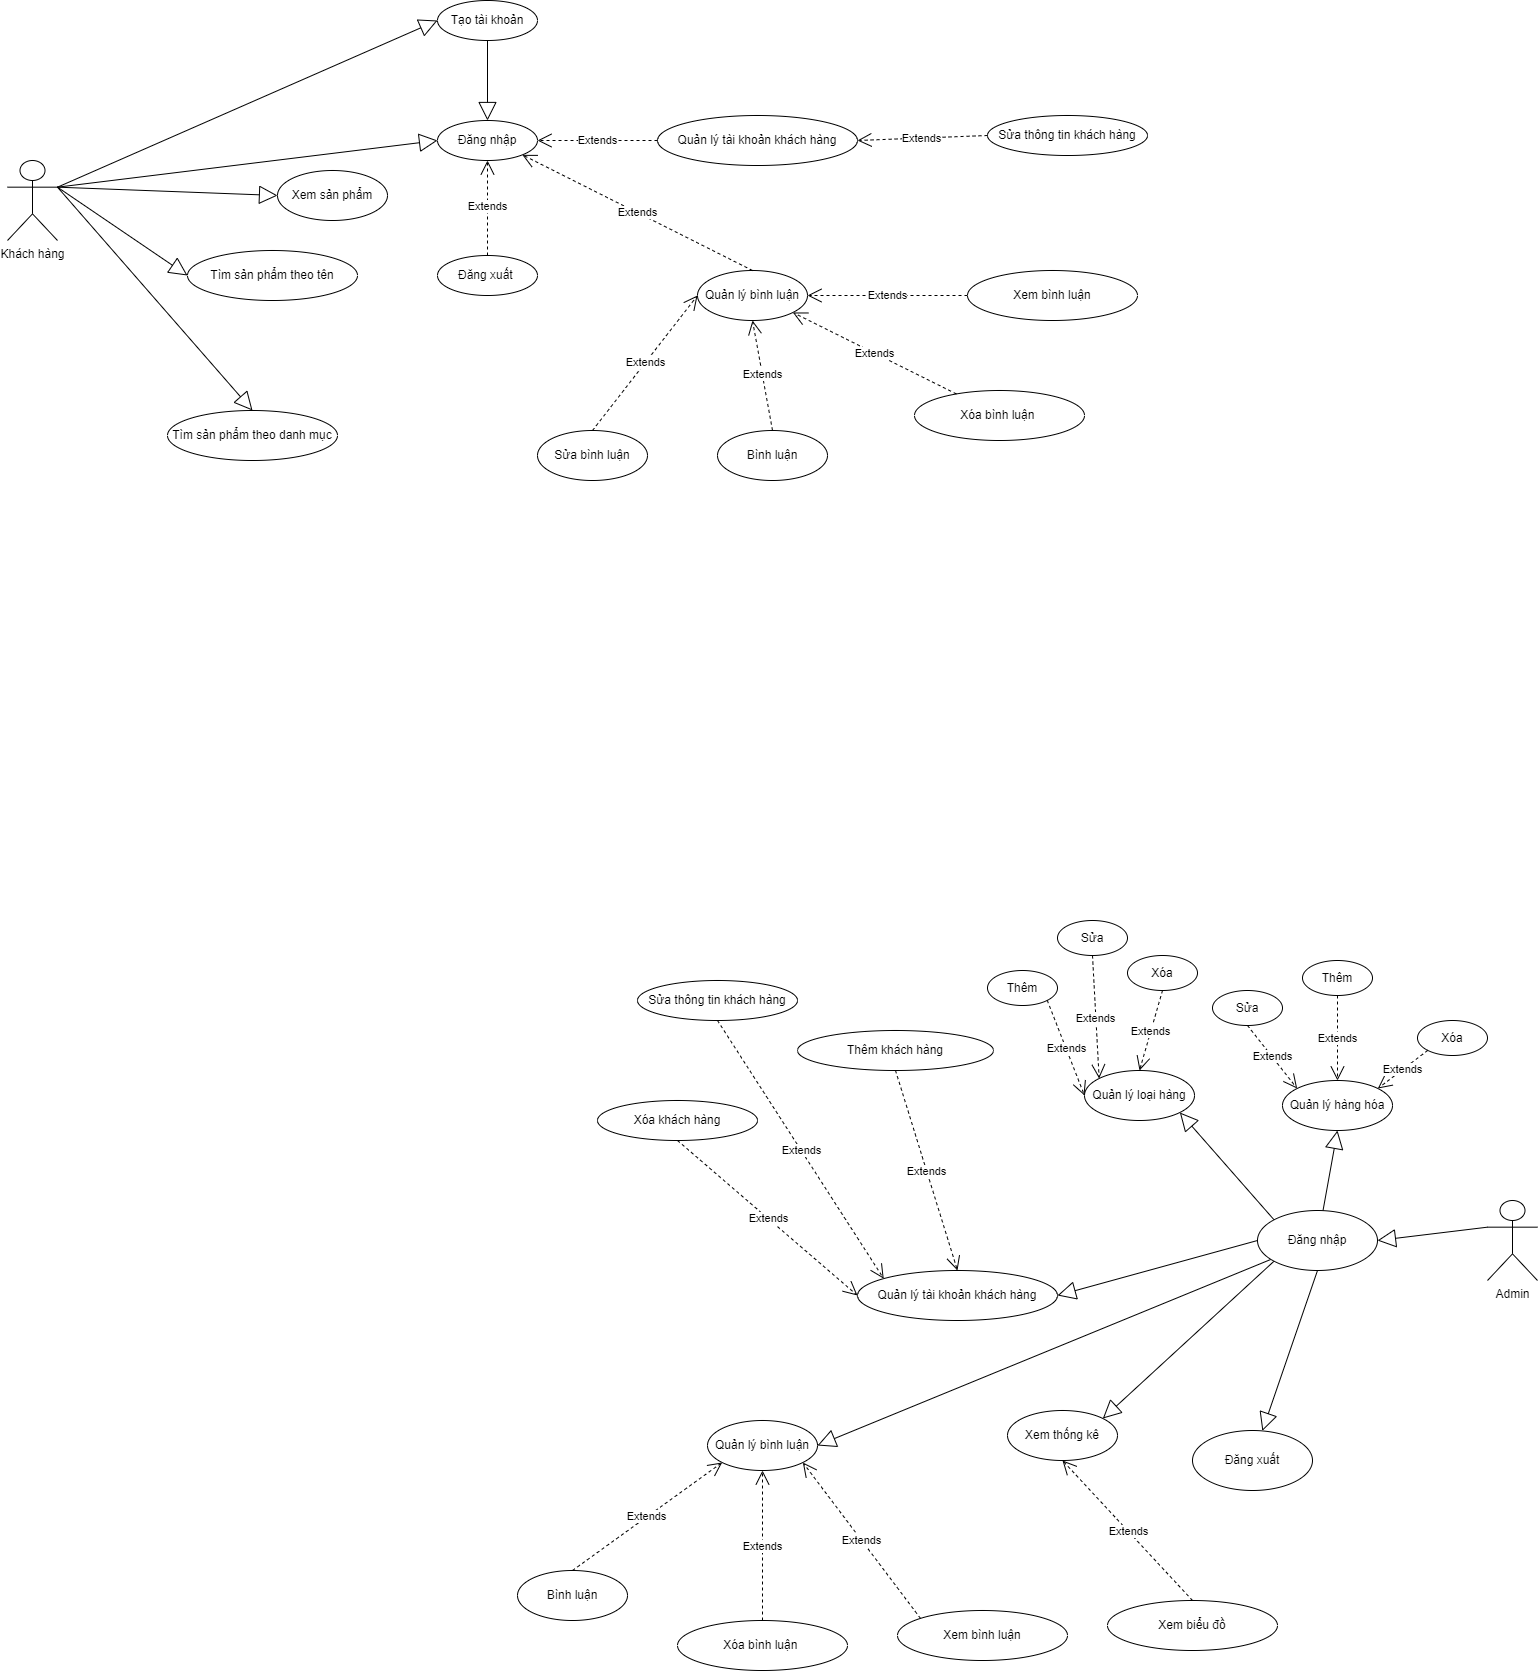 Tạo tài khoản
Đăng nhập
Extends
Quản lý tài khoản khách hàng
Extends
Sửa thông tin khách hàng
Xem sản phẩm
Extends
Extends
Khách hàng
Tìm sản phẩm theo tên
Đăng xuất
Quản lý bình luận
Extends
Xem bình luận
Extends
Extends
Extends
Xóa bình luận
Tìm sản phẩm theo danh mục
Sửa bình luận
Bình luận
Sửa
Xóa
Thêm
Thêm
Sửa
Sửa thông tin khách hàng
Extends
Extends
Extends
Xóa
Thêm khách hàng
Extends
Extends
Extends
Quản lý loại hàng
Quản lý hàng hóa
Xóa khách hàng
Extends
Extends
Extends
Đăng nhập
Quản lý tài khoản khách hàng
Admin
Quản lý bình luận
Xem thống kê
Đăng xuất
Extends
Extends
Extends
Extends
Bình luận
Xóa bình luận
Xem bình luận
Xem biểu đồ